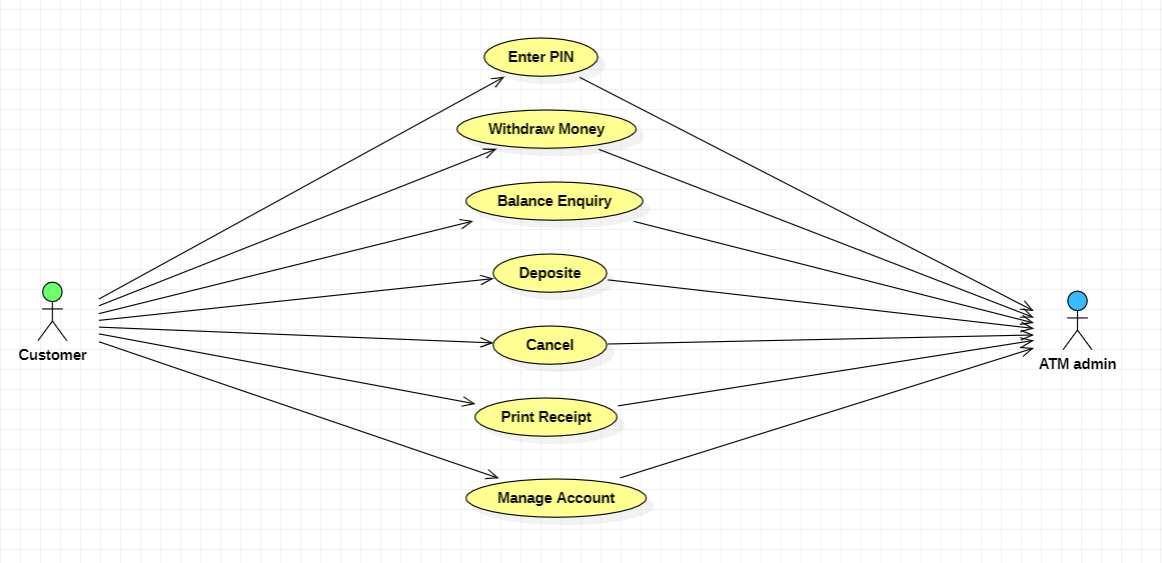 Enter PIN
Withdraw Money
Balance Enquiry
Deposite
Customer
ATM admin
Cancel
Print Receipt
Manage Account